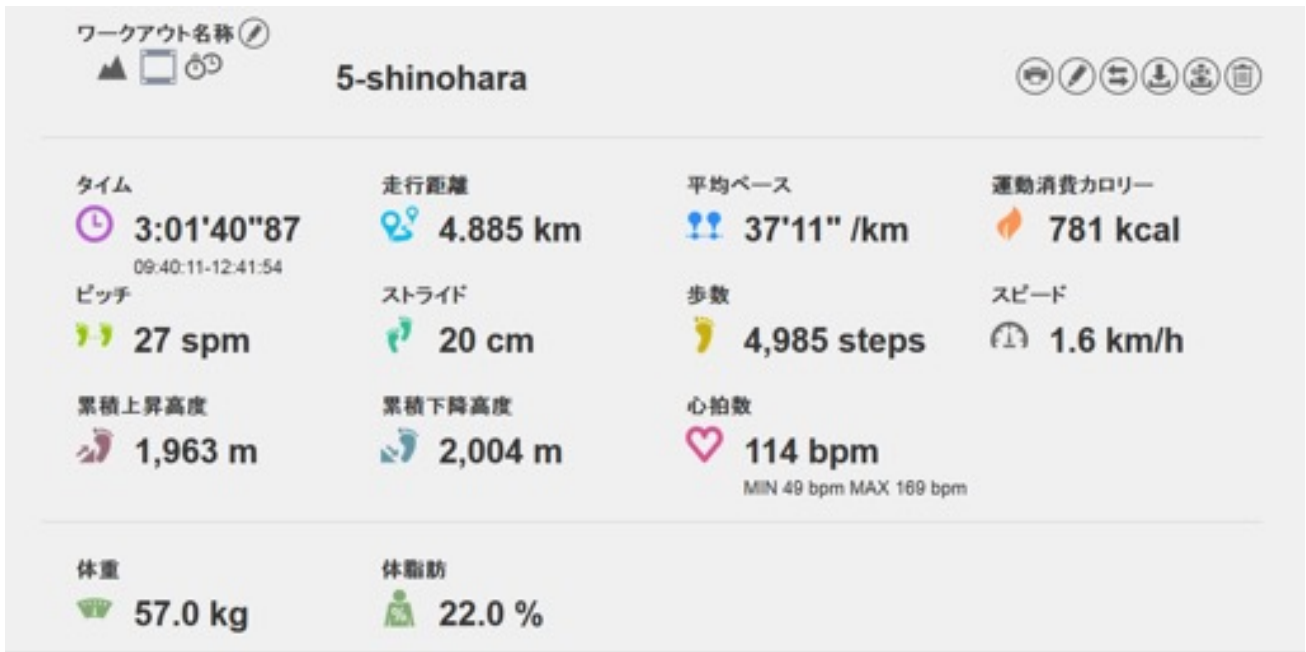 ワークアウト名称
5-shinohara
タイム 走行距離 平均ペース 運動消費カロリー
3:01'40"87 4.885 km 37'11" /km 781 kcal
09:40:11-12:41:54
ピッチ ストライド 歩数 スピード
27 spm 20 cm 4,985 steps 1.6 km/h
累積上昇高度 累積下降高度 心拍数
1,963 m 2,004 m 114 bpm
MIN 49 bpm MAX 169 bpm
体重 体脂肪
57.0 kg 22.0 %